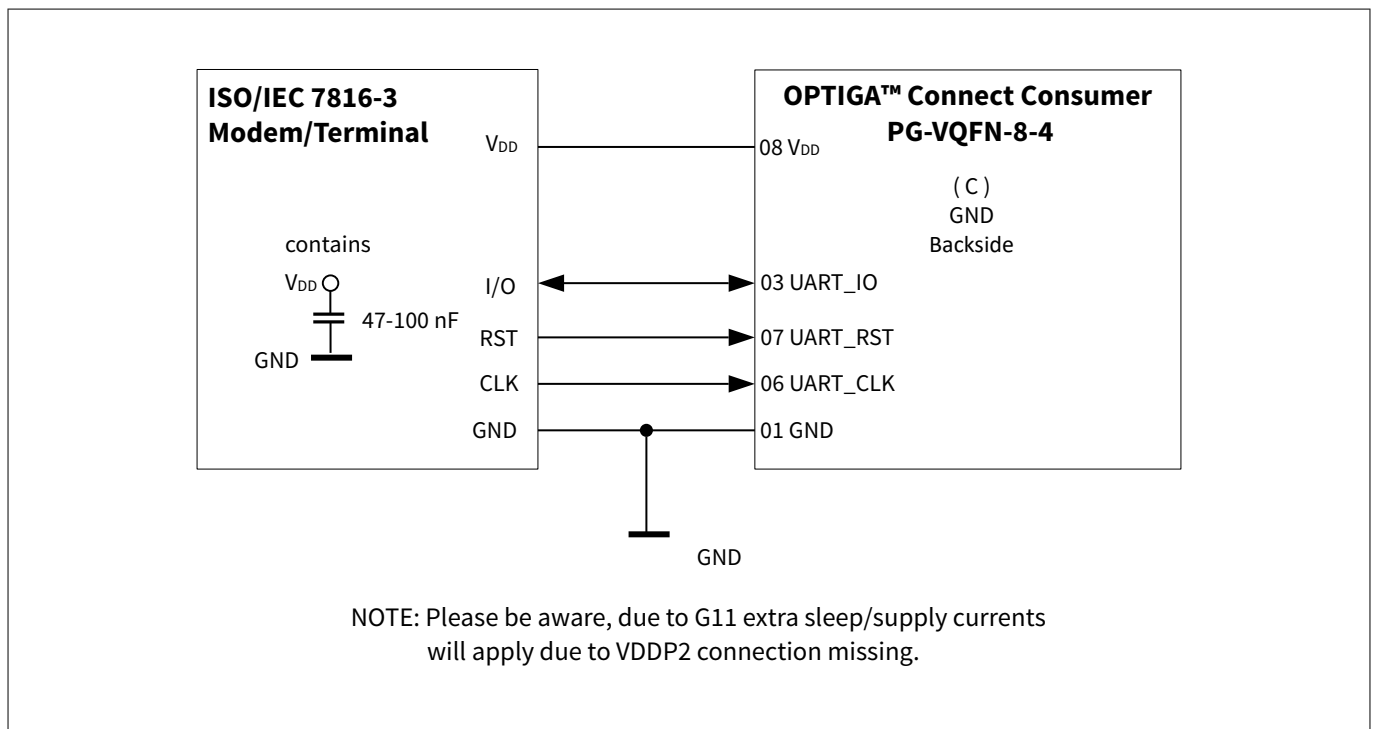 ISO/IEC 7816-3
Modem/Terminal
VDD
contains
VDD
47-100 nF
GND
I/O
RST
CLK
GND
OPTIGA™ Connect Consumer
PG-VQFN-8-4
08 VDD
( C )
GND
Backside
03 UART_IO
07 UART_RST
06 UART_CLK
01 GND
GND
NOTE: Please be aware, due to G11 extra sleep/supply currents
will apply due to VDDP2 connection missing.